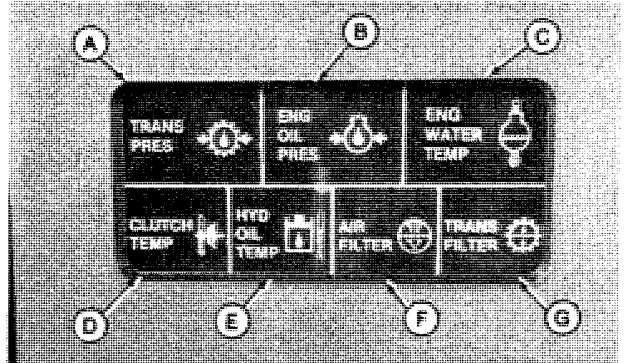 A
B
C
TRANS
PRES
ENG
OIL
PRES
ENG
WATER
TEMP
CLUTCH
TEMP
HYD
OIL
TEMP
AIR
FILTER
TRANS
FILTER
D
E
F
G